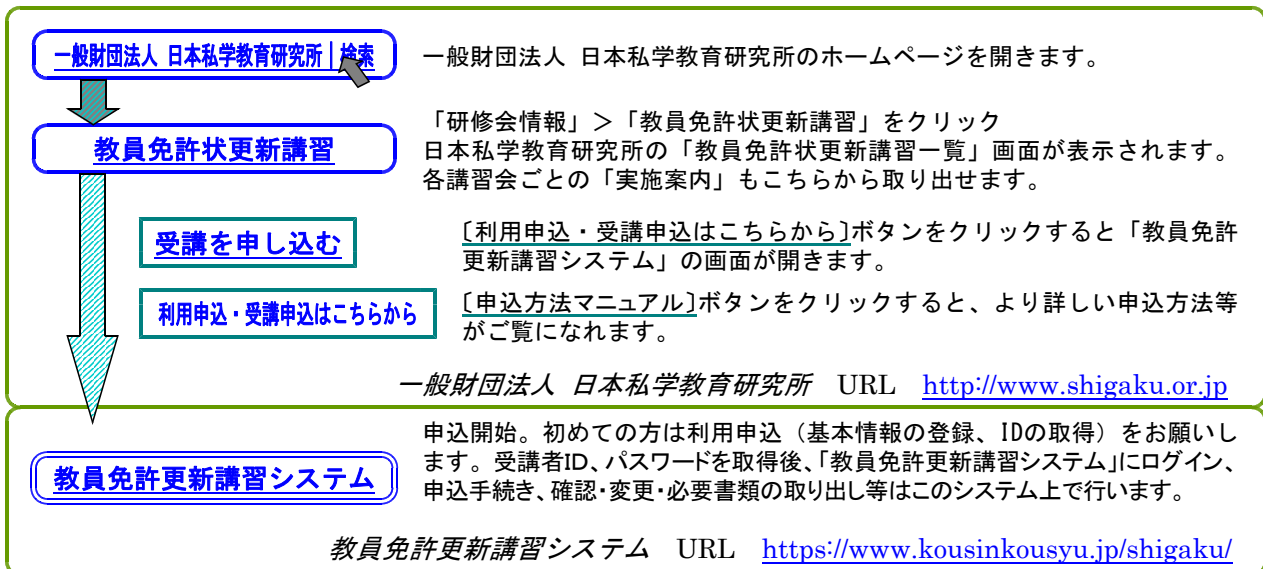 一般財団法人 日本私学教育研究所│検索
一般財団法人 日本私学教育研究所のホームページを開きます。
教員免許状更新講習
「研修会情報」＞「教員免許状更新講習」をクリック
日本私学教育研究所の「教員免許状更新講習一覧」画面が表示されます。
各講習会ごとの「実施案内」もこちらから取り出せます。
受講を申し込む
〔利用申込・受講申込はこちらから〕ボタンをクリックすると「教員免許
更新講習システム」の画面が開きます。
利用申込・受講申込はこちらから
〔申込方法マニュアル〕ボタンをクリックすると、より詳しい申込方法等
がご覧になれます。
一般財団法人 日本私学教育研究所　URL　http://www.shigaku.or.jp
教員免許更新講習システム
申込開始。初めての方は利用申込（基本情報の登録、IDの取得）をお願いし
ます。受講者ID、パスワードを取得後、「教員免許更新講習システム」にログイン、
申込手続き、確認・変更・必要書類の取り出し等はこのシステム上で行います。
教員免許更新講習システム　URL　https://www.kousinkousyu.jp/shigaku/